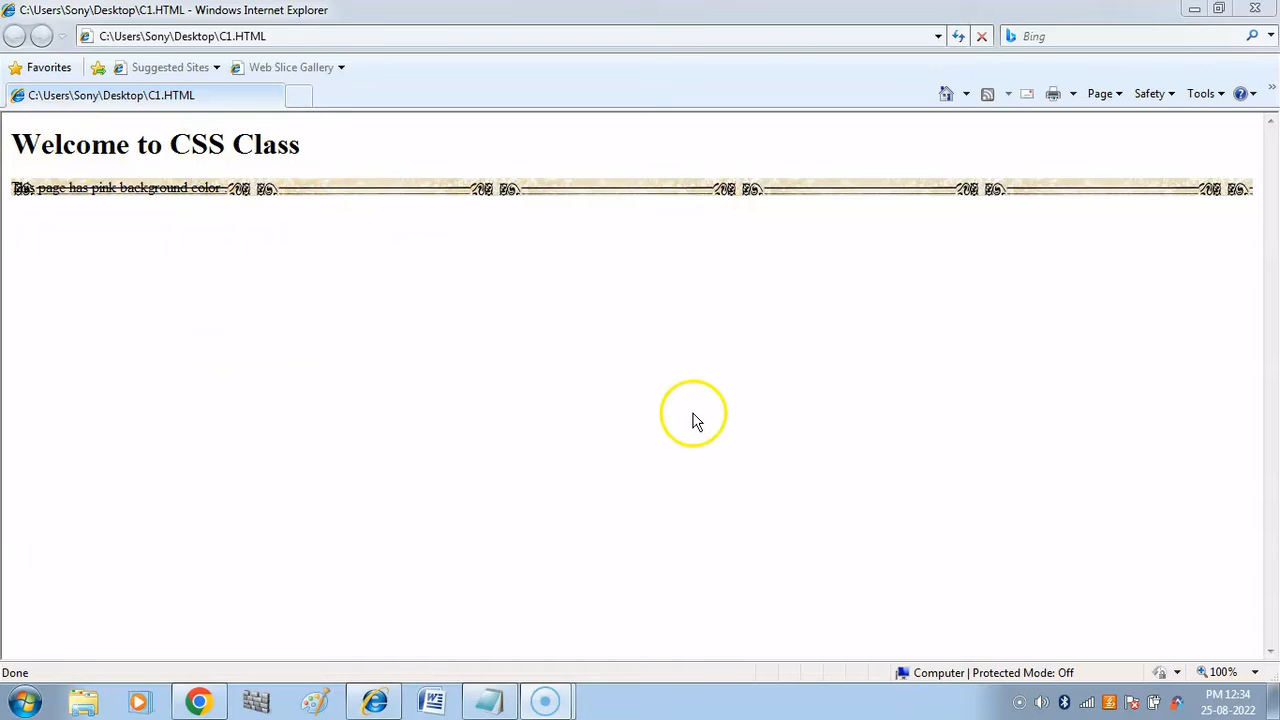 C:\Users\Sony\Desktop\C1.HTML - Windows Internet Explorer
C:\Users\Sony\Desktop\C1.HTML
Bing
Favorites Suggested Sites Web Slice Gallery
C:\Users\Sony\Desktop\C1.HTML
Page Safety Tools
Welcome to CSS Class
This page has pink background color
Done
Computer | Protected Mode: Off
100%
PM 12:34
25-08-2022